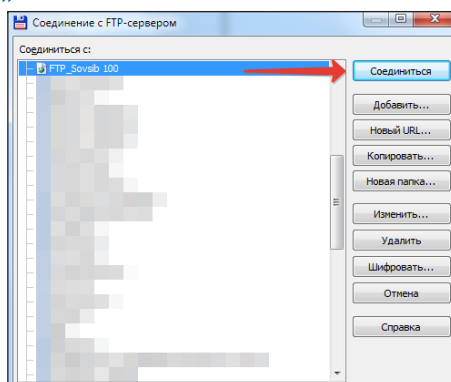 Соединение с FTP-сервером
Соединиться с:
FTP_Sovsib 100
Соединиться
Добавить...
Новый URL...
Копировать...
Новая папка...
Изменить...
Удалить
Шифровать...
Отмена
Справка